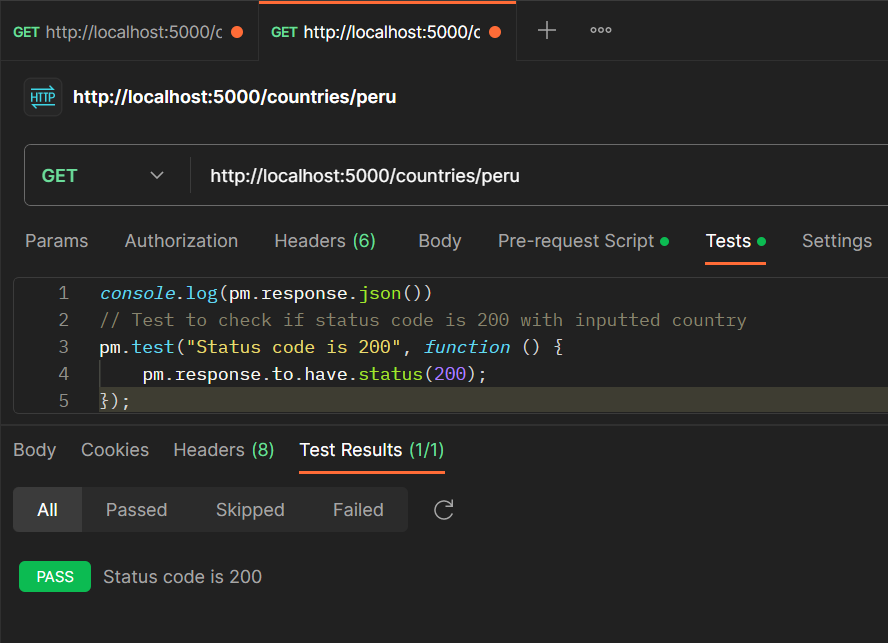 GET http://localhost:5000/c GET http://localhost:5000/c
HTTP http://localhost:5000/countries/peru
GET http://localhost:5000/countries/peru
Params Authorization Headers (6) Body Pre-request Script Tests Settings
1 console.log(pm.response.json())
2 // Test to check if status code is 200 with inputted country
3 pm.test("Status code is 200", function () {
4 pm.response.to.have.status(200);
5 });
Body Cookies Headers (8) Test Results (1/1)
All Passed Skipped Failed
PASS Status code is 200